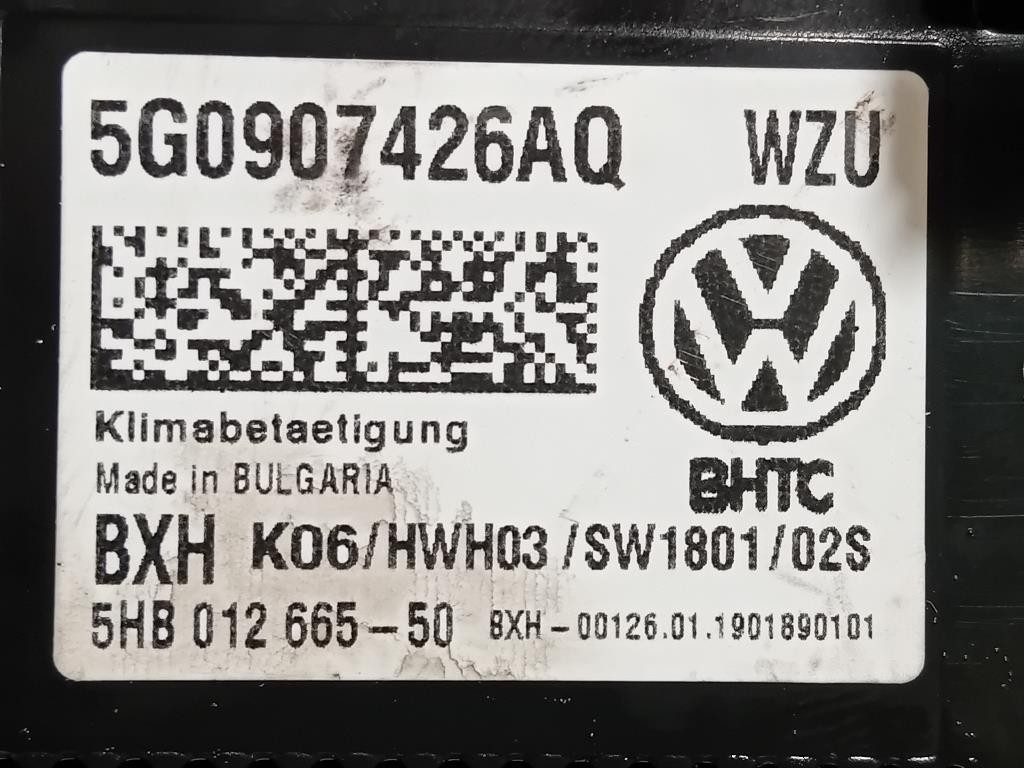 5G0907426AQ WZU
Klimabetaetigung
Made in BULGARIA
BHTC
BXH K06/HWH03/SW1801/02S
5HB 012 665-50 BXH-00126.01.1901890101